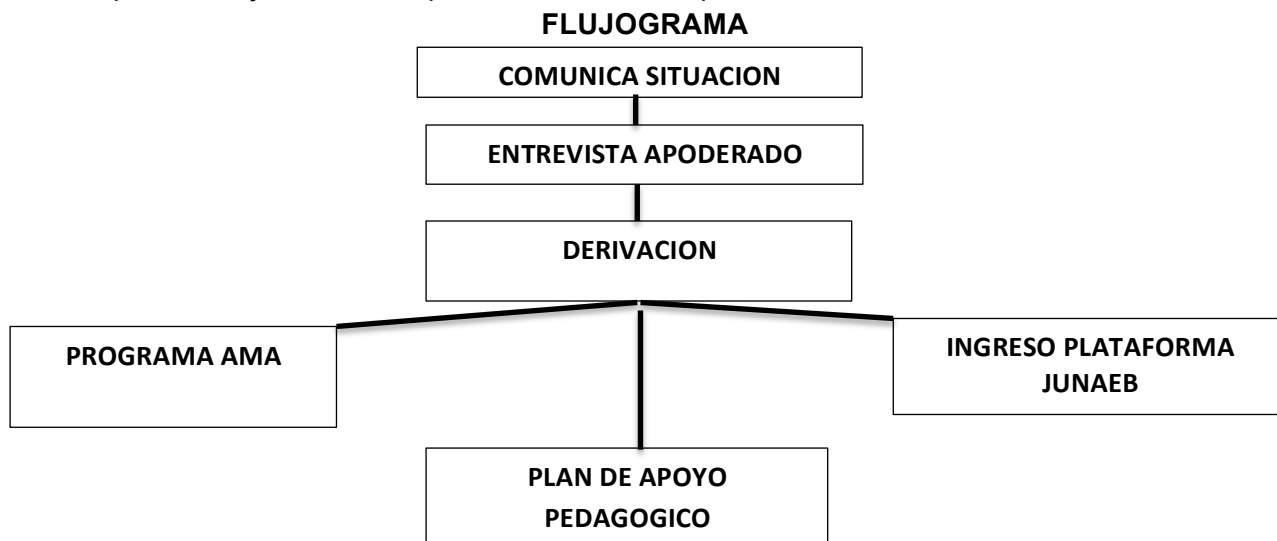 FLUJOGRAMA
COMUNICA SITUACION
ENTREVISTA APODERADO
DERIVACION
PROGRAMA AMA
INGRESO PLATAFORMA
JUNAEB
PLAN DE APOYO
PEDAGOGICO